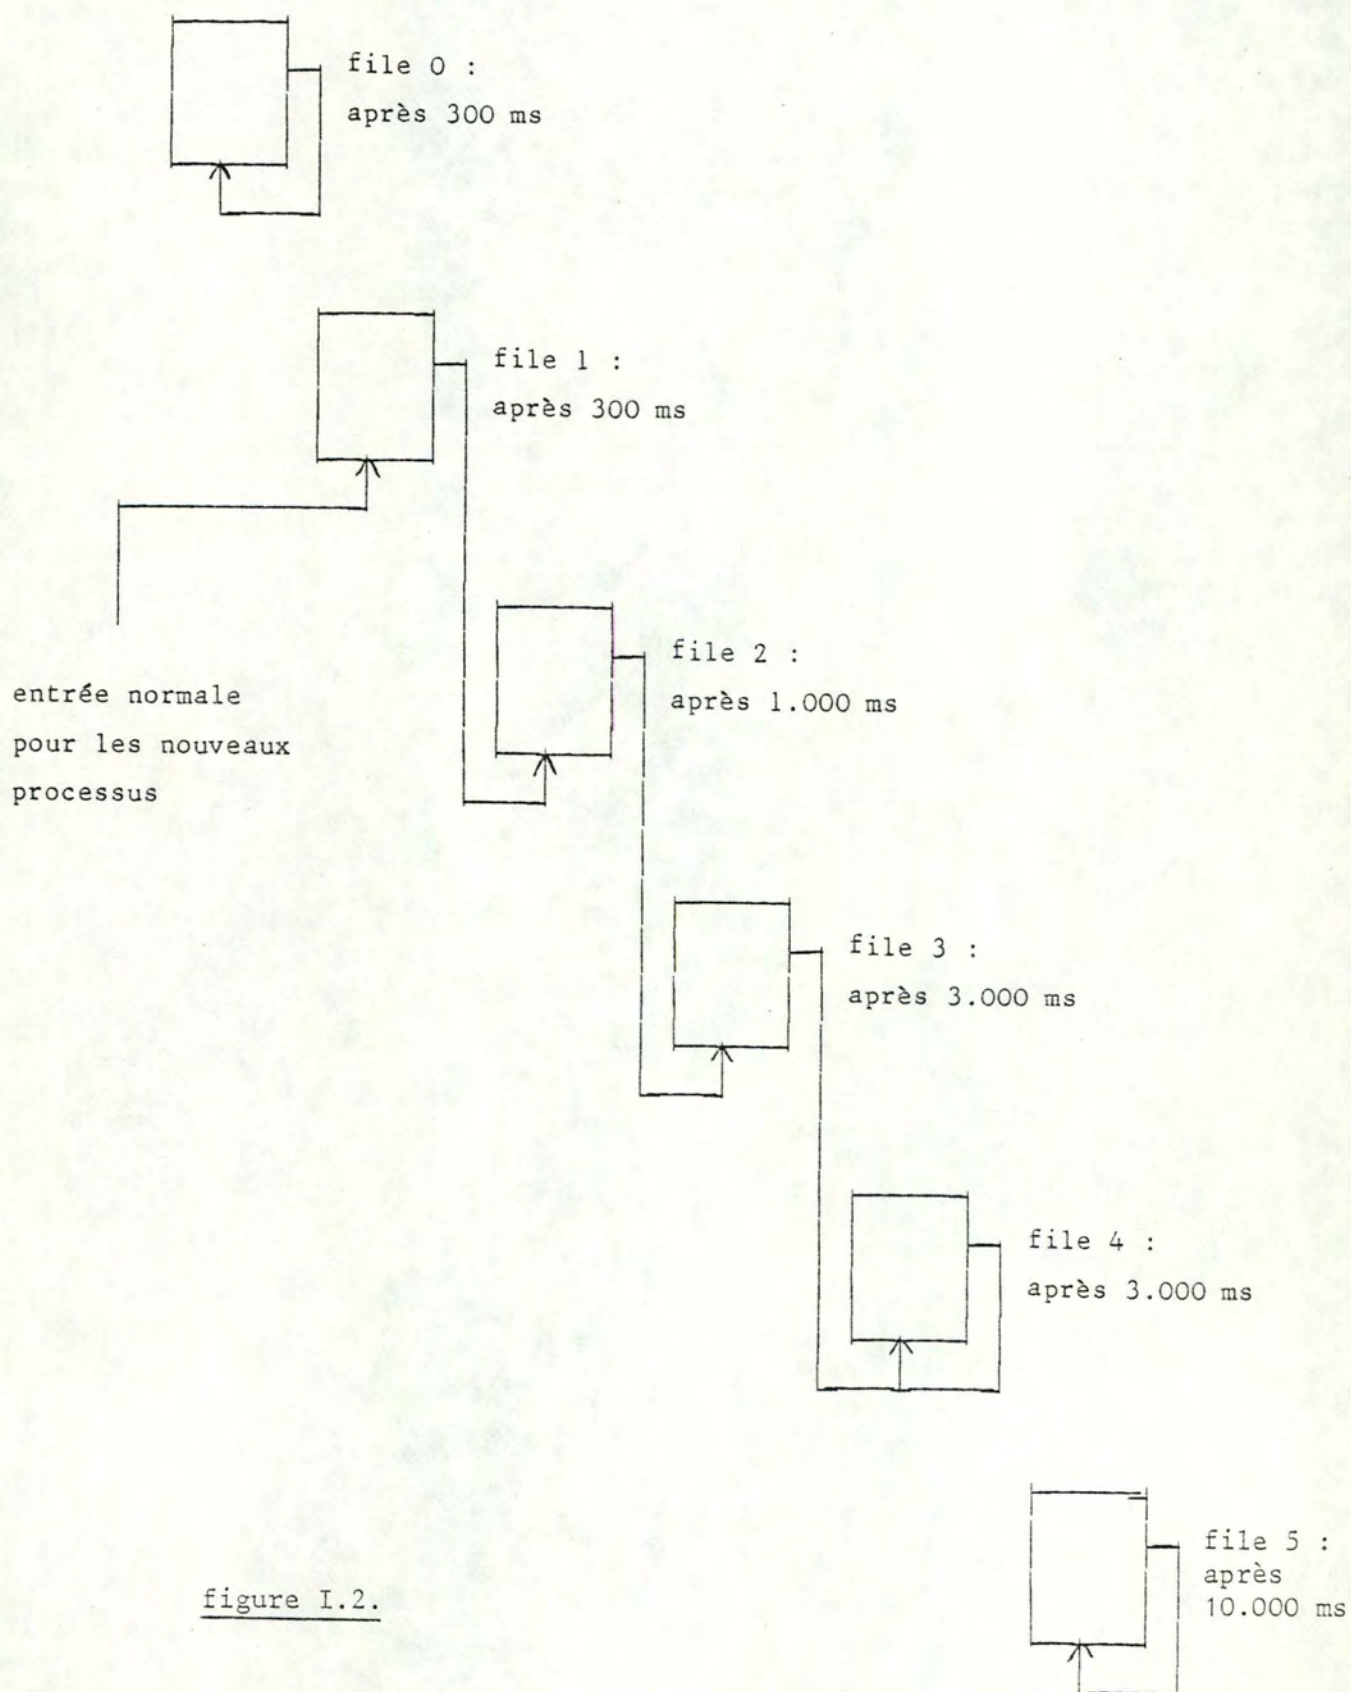 file 0 :
après 300 ms
file 1 :
après 300 ms
file 2 :
après 1.000 ms
entrée normale
pour les nouveaux
processus
file 3 :
après 3.000 ms
file 4 :
après 3.000 ms
file 5 :
après
10.000 ms
figure I.2.